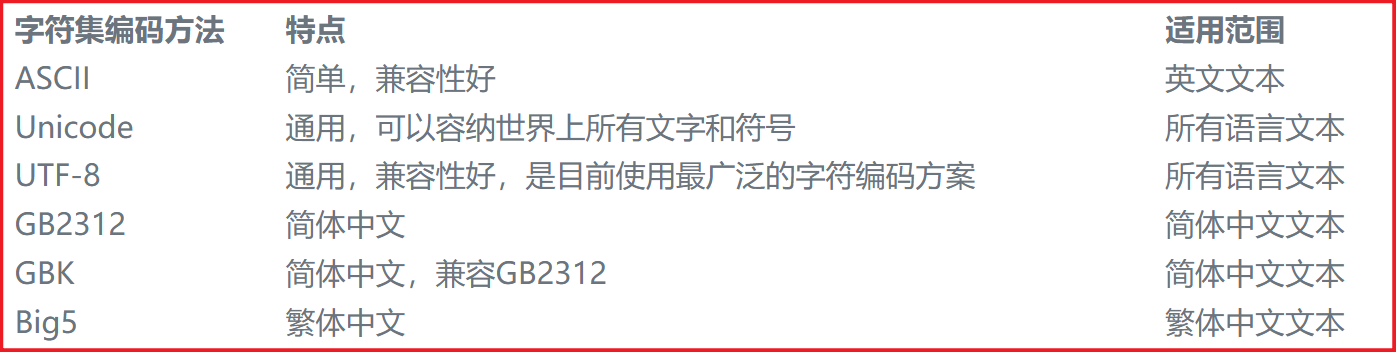 字符集编码方法 特点 适用范围
ASCII 简单，兼容性好 英文文本
Unicode 通用，可以容纳世界上所有文字和符号 所有语言文本
UTF-8 通用，兼容性好，是目前使用最广泛的字符编码方案 所有语言文本
GB2312 简体中文 简体中文文本
GBK 简体中文，兼容GB2312 简体中文文本
Big5 繁体中文 繁体中文文本